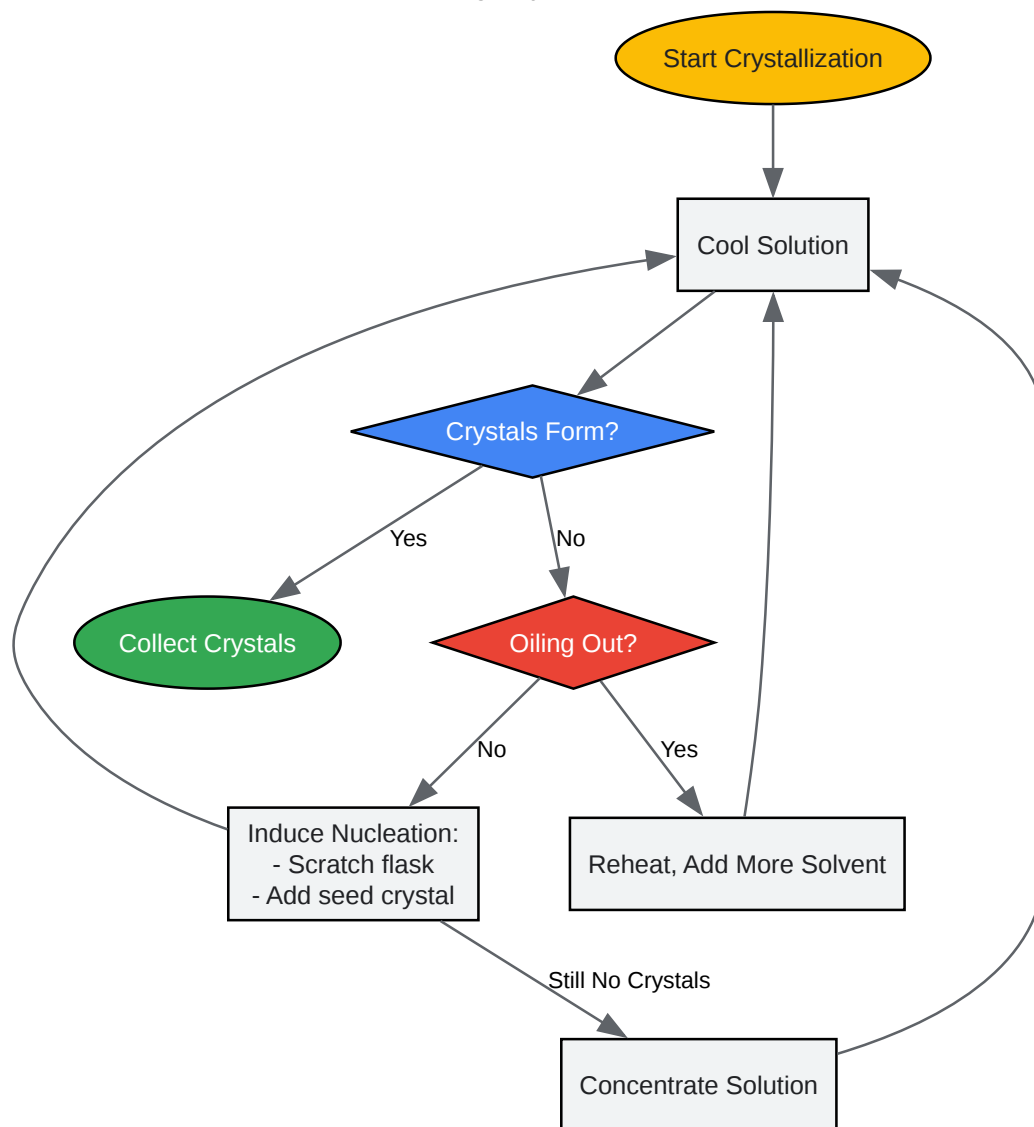 Start Crystallization
Cool Solution
Crystals Form?
Yes
No
Collect Crystals
Oiling Out?
No
Yes
Induce Nucleation:
- Scratch flask
- Add seed crystal
Reheat, Add More Solvent
Still No Crystals
Concentrate Solution